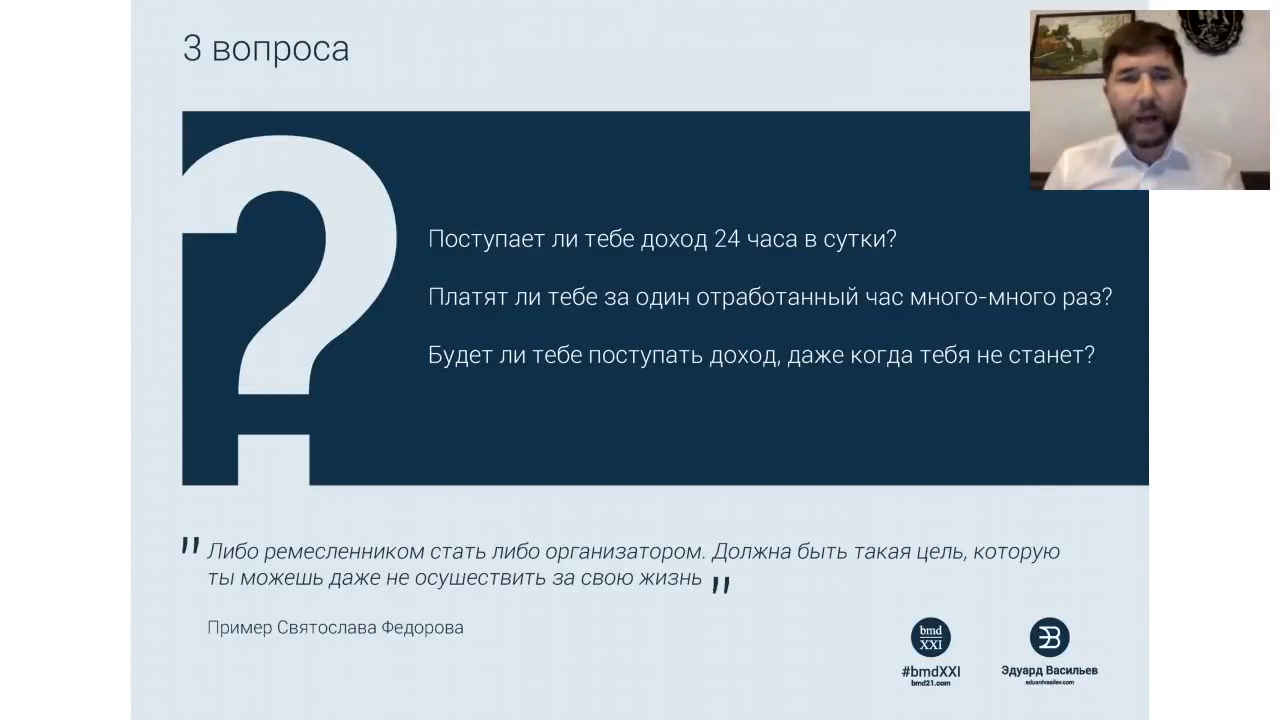 3 вопроса
Поступает ли тебе доход 24 часа в сутки?
Платят ли тебе за один отработанный час много-много раз?
Будет ли тебе поступать доход, даже когда тебя не станет?
" Либо ремесленником стать либо организатором. Должна быть такая цель, которую
ты можешь даже не осушествить за свою жизнь "
Пример Святослава Федорова
bmd
XXI
#bmdXXI
bmd21.com
Эдуард Васильев
eduardvasilev.com